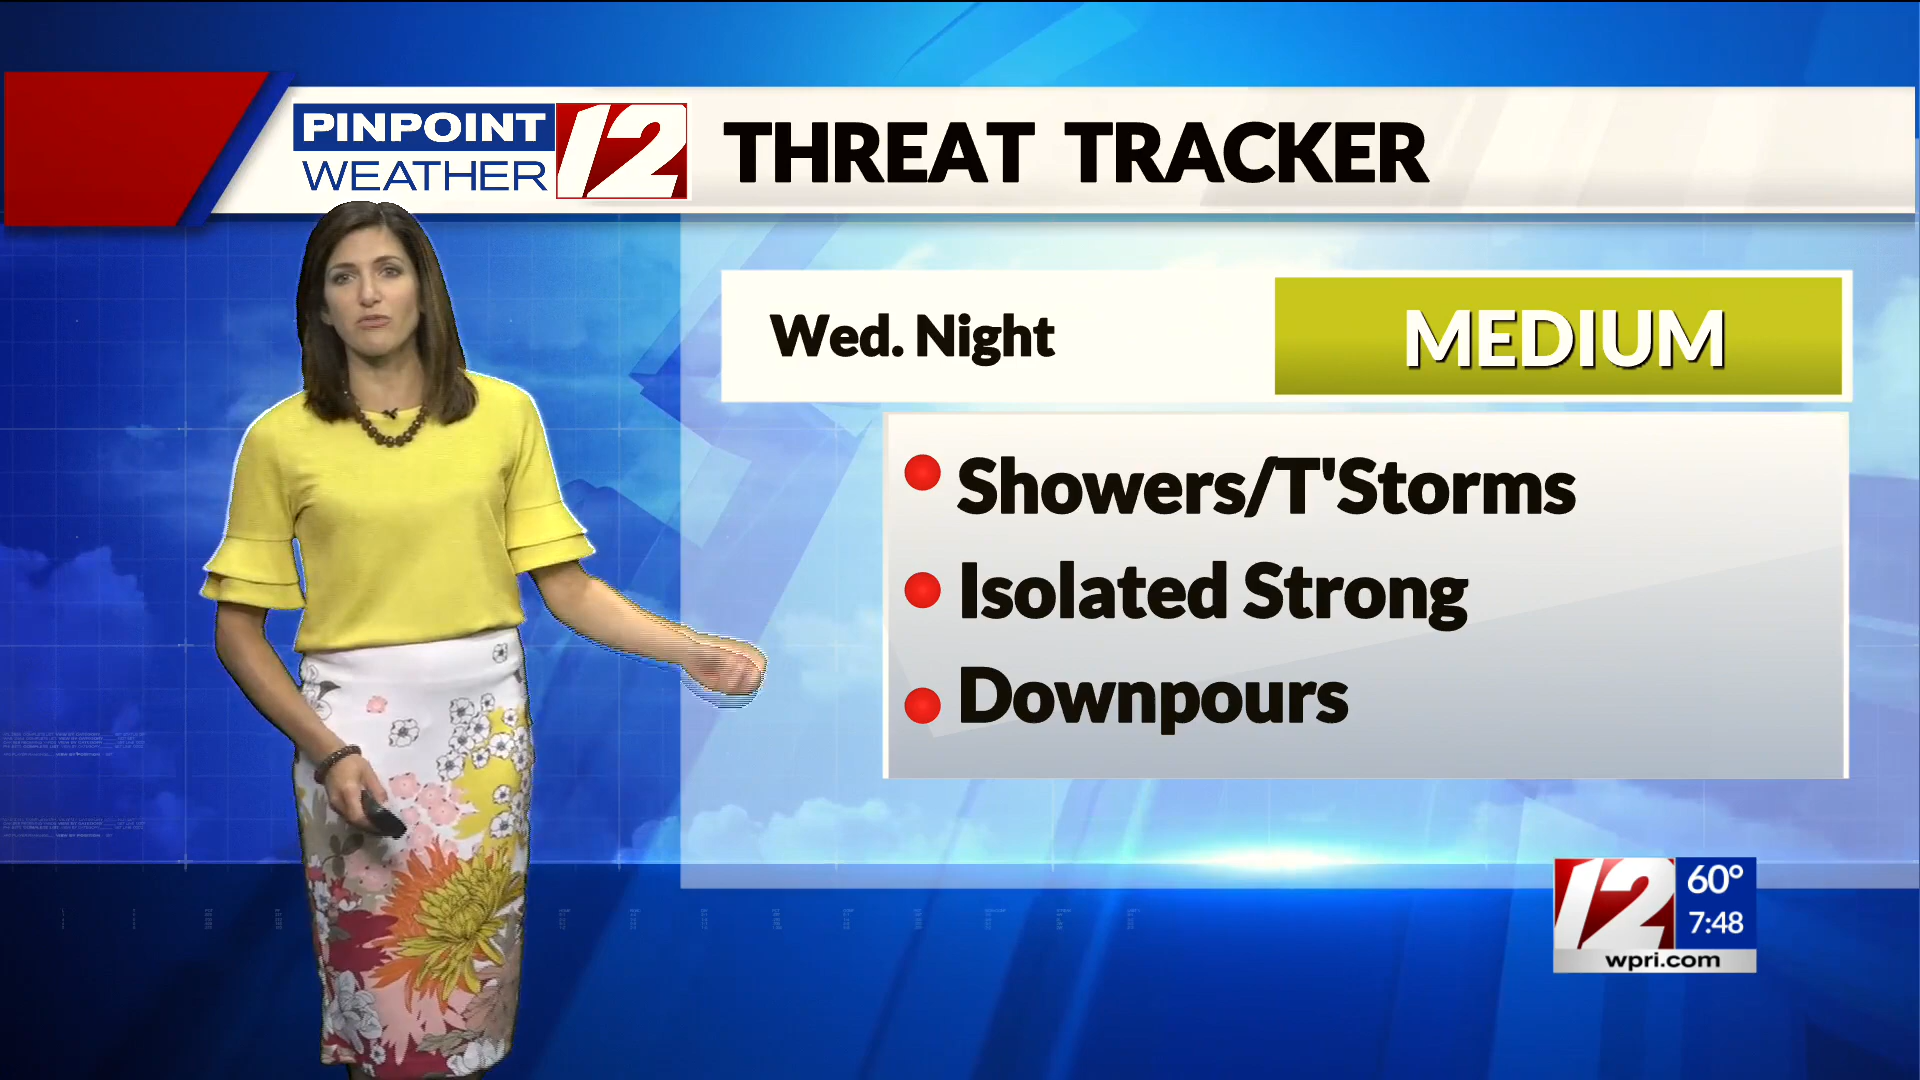 PINPOINT
WEATHER 12
THREAT TRACKER
Wed. Night
MEDIUM
Showers/T'Storms
Isolated Strong
Downpours
12
60°
7:48
wpri.com